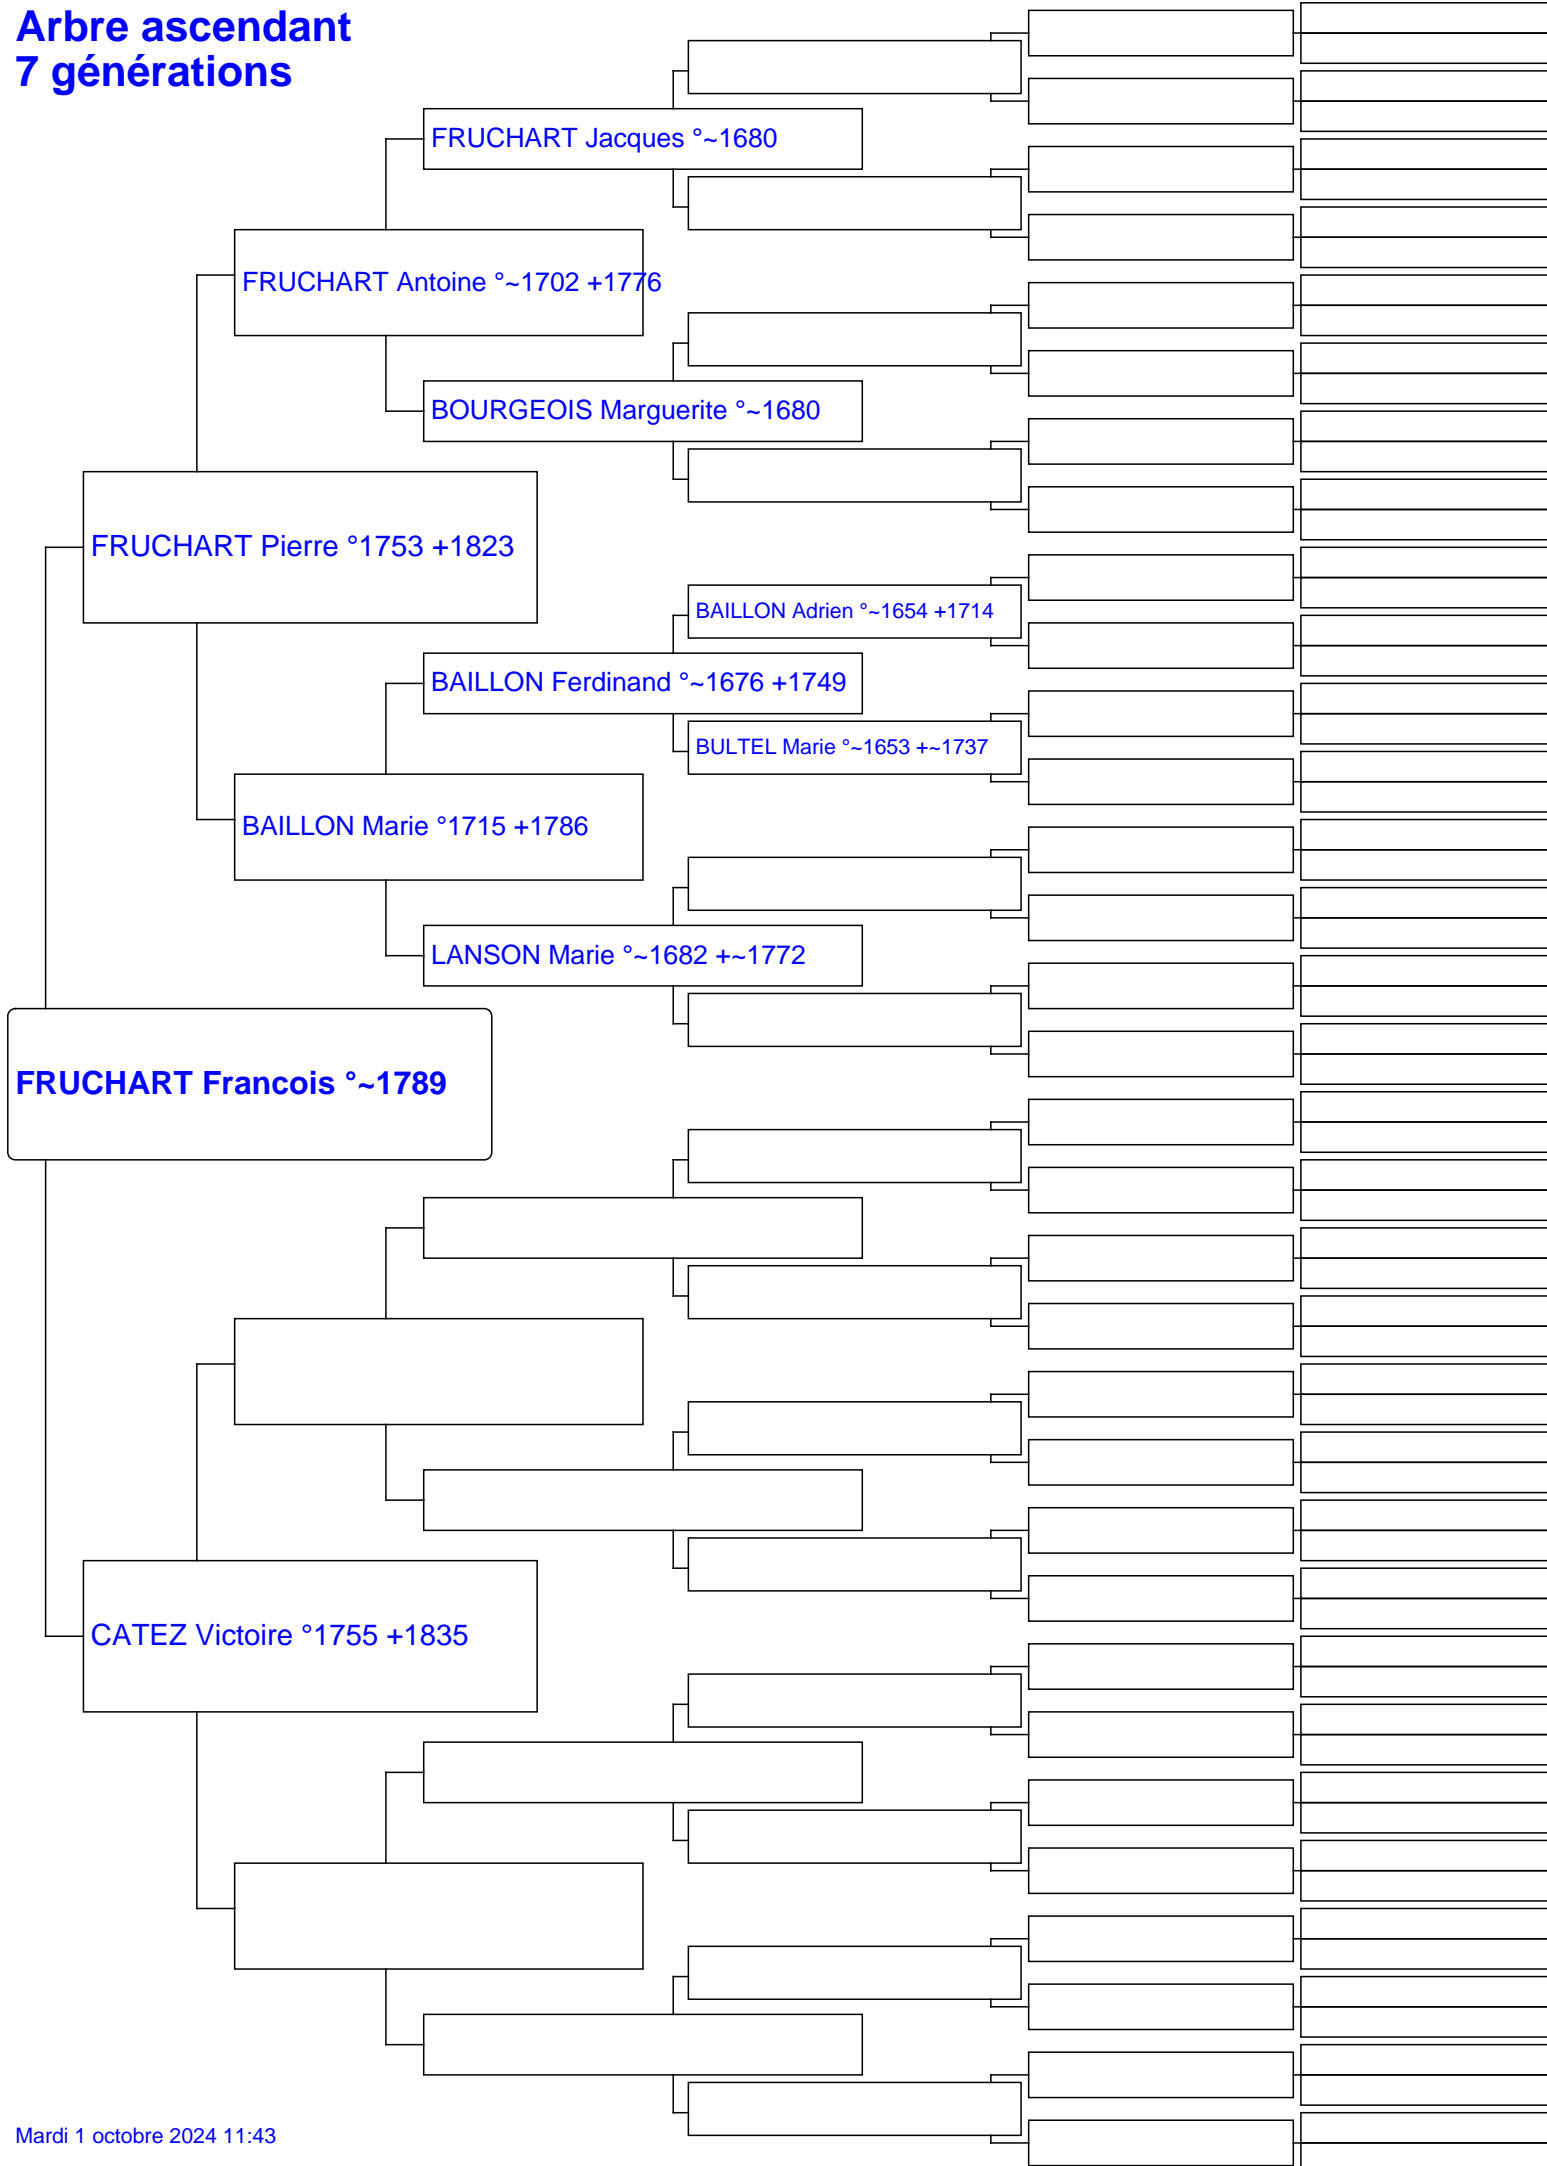 Arbre ascendant
7 générations
FRUCHART Jacques °~1680
FRUCHART Antoine °~1702 +1776
BOURGEOIS Marguerite °~1680
FRUCHART Pierre °1753 +1823
BAILLON Adrien °~1654 +1714
BAILLON Ferdinand °~1676 +1749
BULTEL Marie °~1653 +~1737
BAILLON Marie °1715 +1786
LANSON Marie °~1682 +~1772
FRUCHART Francois °~1789
CATEZ Victoire °1755 +1835
Mardi 1 octobre 2024 11:43